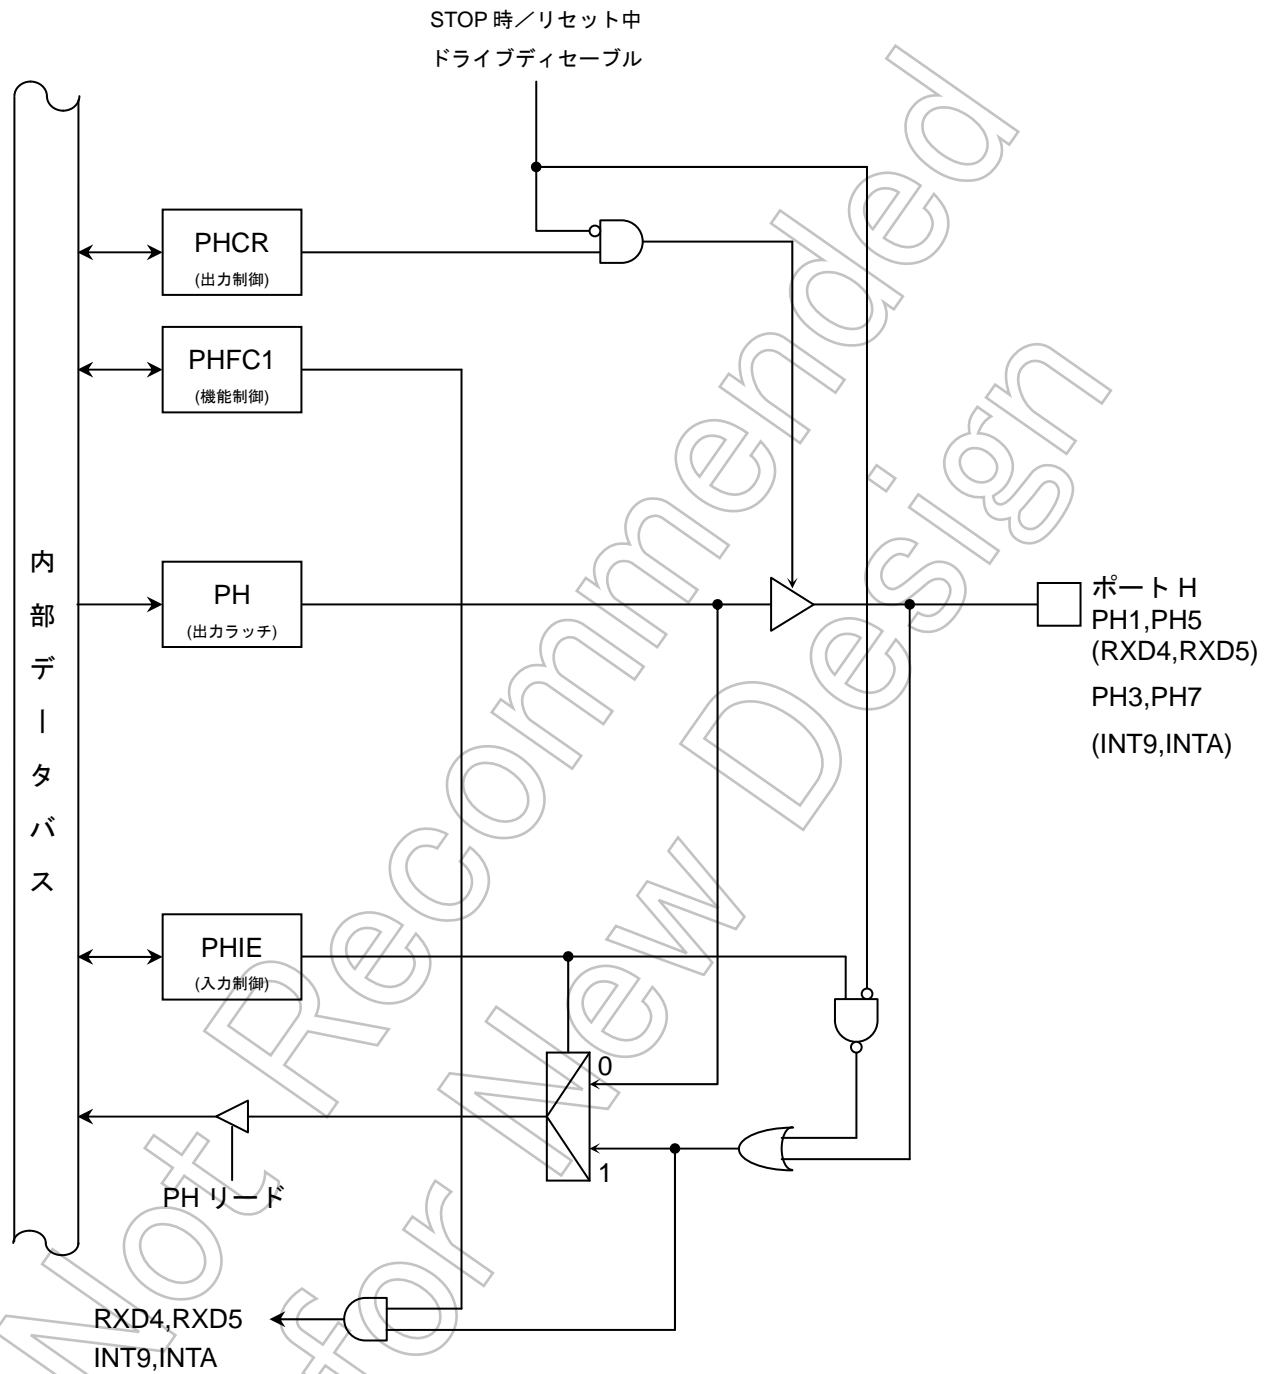 STOP 時／リセット中
ドライブディセーブル
PHCR
(出力制御)
PHFC1
(機能制御)
内部データバス
PH
(出力ラッチ)
ポート H
PH1,PH5
(RXD4,RXD5)
PH3,PH7
(INT9,INTA)
PHIE
(入力制御)
0
1
PH リード
RXD4,RXD5
INT9,INTA
Not Recommended
for New Design